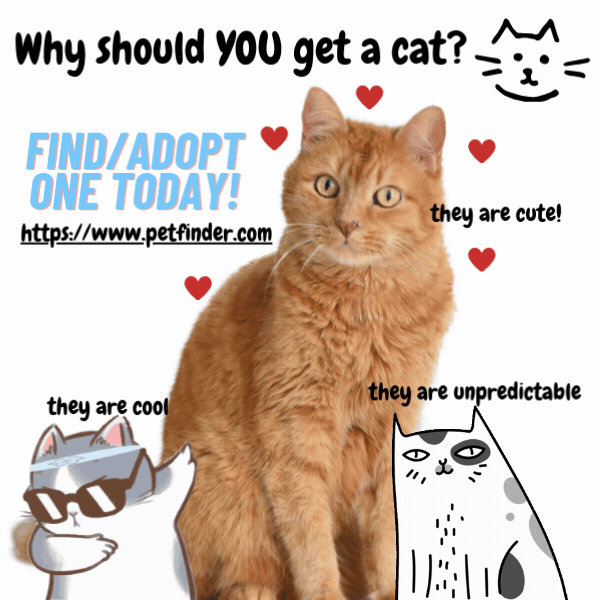 Why should YOU get a cat?
FIND/ADOPT
ONE TODAY!
https://www.petfinder.com
they are cute!
they are unpredictable
they are cool